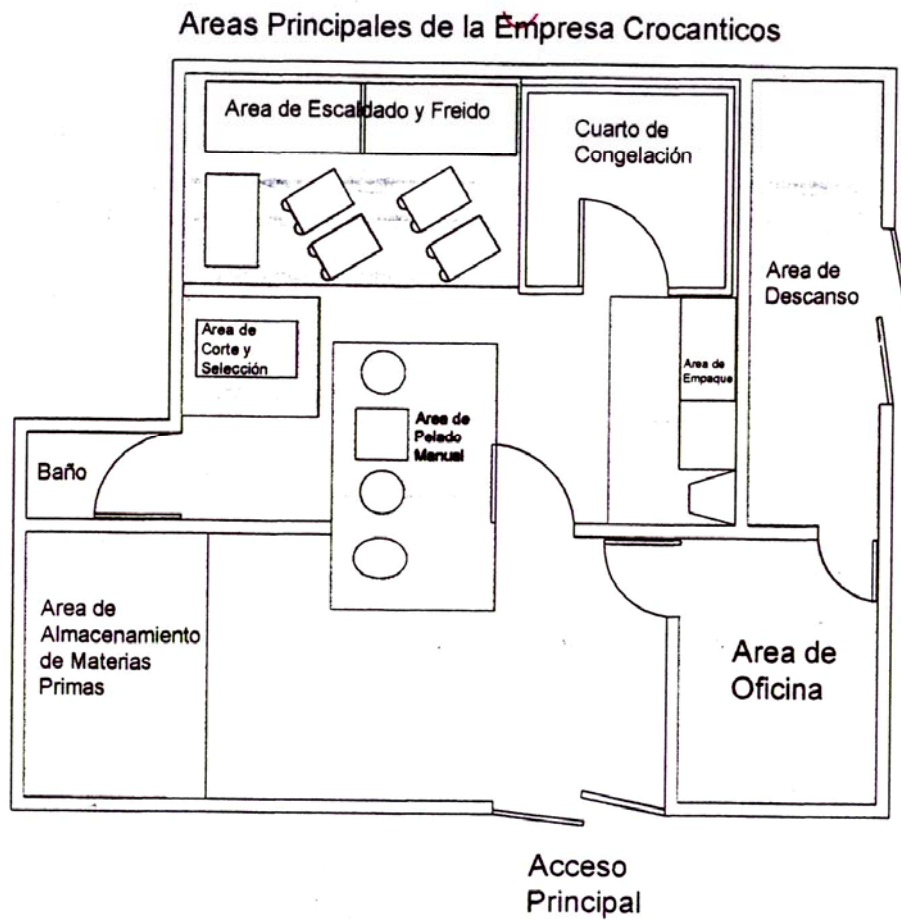 Areas Principales de la Empresa Crocanticos
Area de Escaldado y Freido
Cuarto de
Congelación
Area de
Descanso
Area de
Corte y
Selección
Area de
Empaque
Area de
Pelado
Manual
Baño
Area de
Almacenamiento
de Materias
Primas
Area de
Oficina
Acceso
Principal